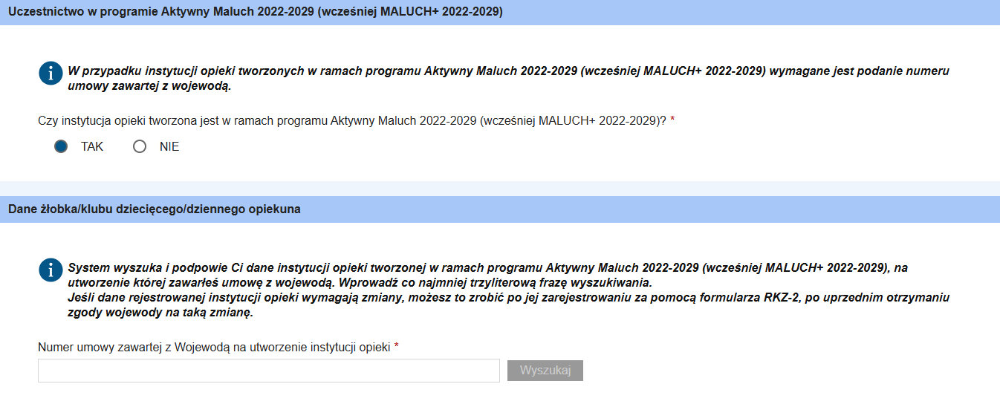 Uczestnictwo w programie Aktywny Maluch 2022-2029 (wcześniej MALUCH+ 2022-2029)
W przypadku instytucji opieki tworzonych w ramach programu Aktywny Maluch 2022-2029 (wcześniej MALUCH+ 2022-2029) wymagane jest podanie numeru
umowy zawartej z wojewodą.
Czy instytucja opieki tworzona jest w ramach programu Aktywny Maluch 2022-2029 (wcześniej MALUCH+ 2022-2029)? *
TAK NIE
Dane żłobka/klubu dziecięcego/dziennego opiekuna
System wyszuka i podpowie Ci dane instytucji opieki tworzonej w ramach programu Aktywny Maluch 2022-2029 (wcześniej MALUCH+ 2022-2029), na
utworzenie której zawarłeś umowę z wojewodą. Wprowadź co najmniej trzyliterową frazę wyszukiwania.
Jeśli dane rejestrowanej instytucji opieki wymagają zmiany, możesz to zrobić po jej zarejestrowaniu za pomocą formularza RKZ-2, po uprzednim otrzymaniu
zgody wojewody na taką zmianę.
Numer umowy zawartej z Wojewodą na utworzenie instytucji opieki *
Wyszukaj